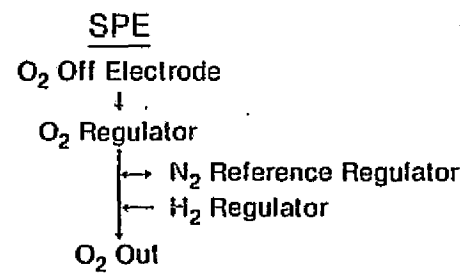 SPE
O₂ Off Electrode
O₂ Regulator
N₂ Reference Regulator
H₂ Regulator
O₂ Out